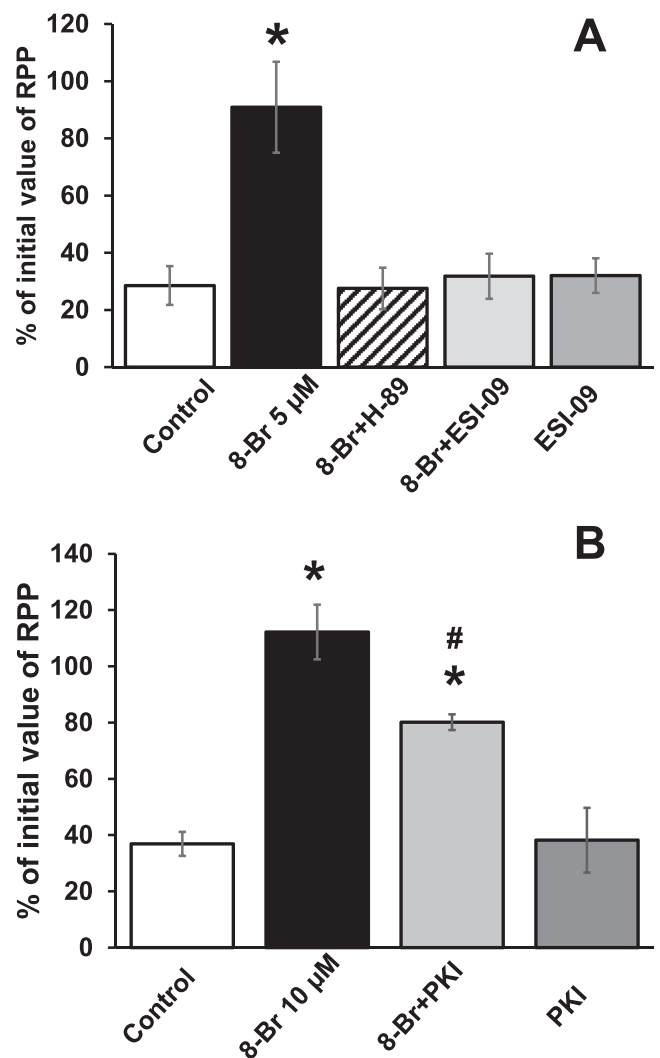 A
% of initial value of RPP
120
100
80
60
40
20
0
*
Control
8-Br 5 µM
8-Br+H-89
8-Br+ESI-09
ESI-09
B
% of initial value of RPP
140
120
100
80
60
40
20
0
*
#
*
Control
8-Br 10 µM
8-Br+PKI
PKI